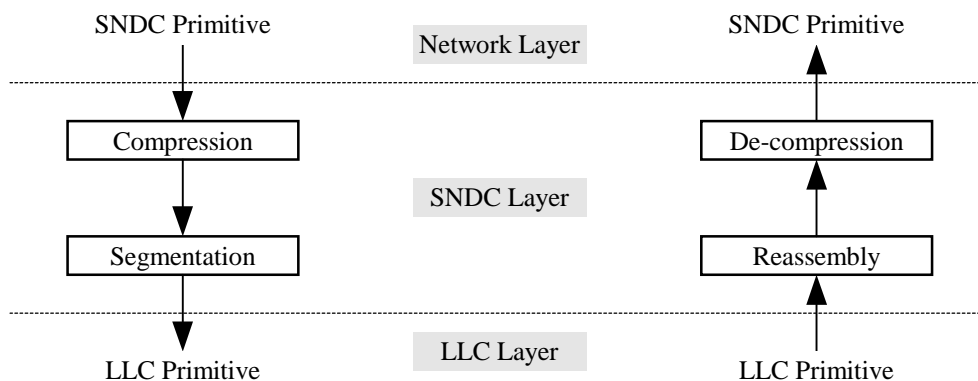 SNDC Primitive
SNDC Primitive
Network Layer
Compression
De-compression
SNDC Layer
Segmentation
Reassembly
LLC Layer
LLC Primitive
LLC Primitive